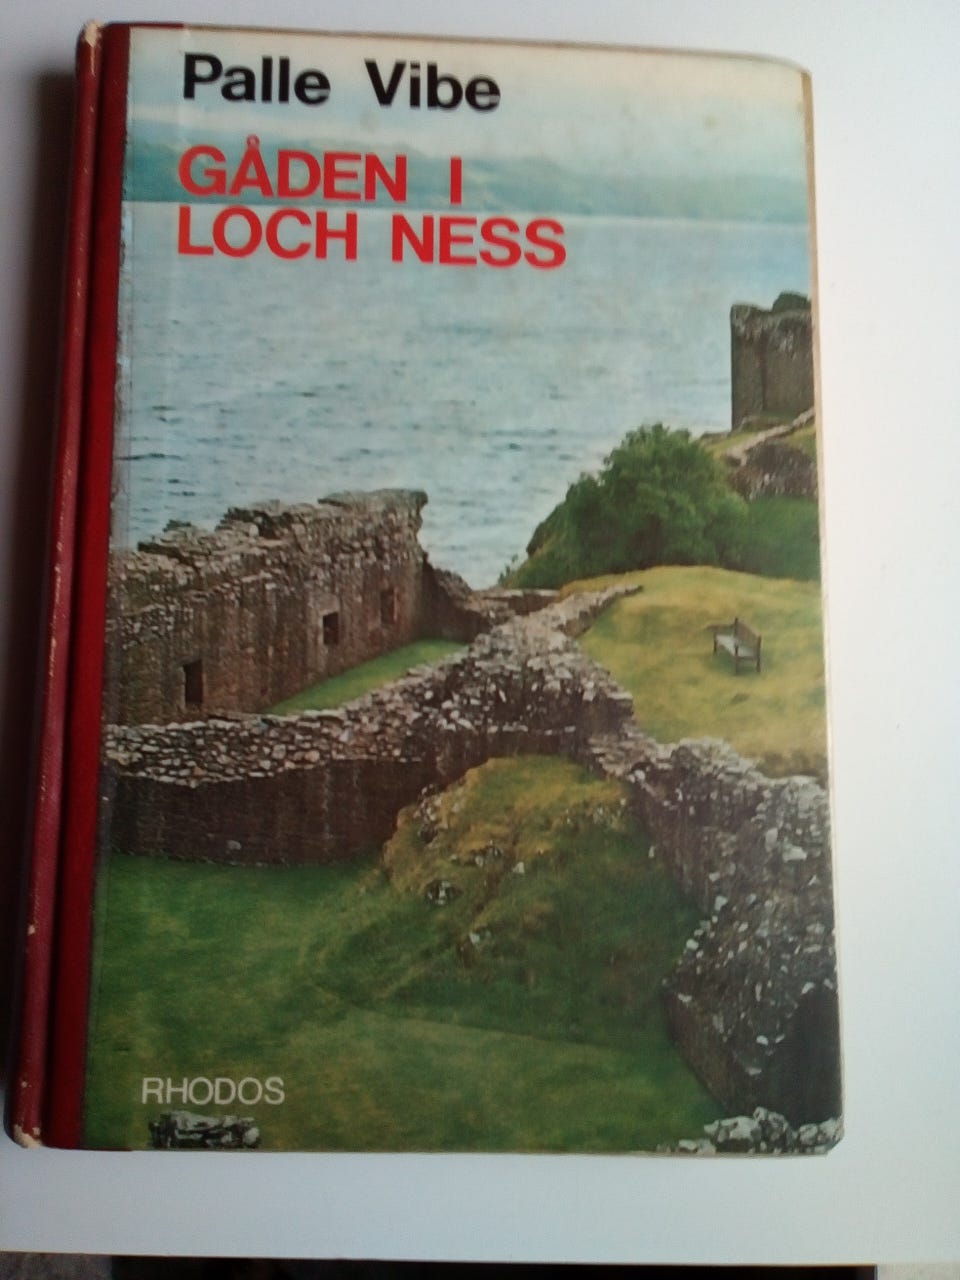 Palle Vibe
GÅDEN I
LOCH NESS
RHODOS